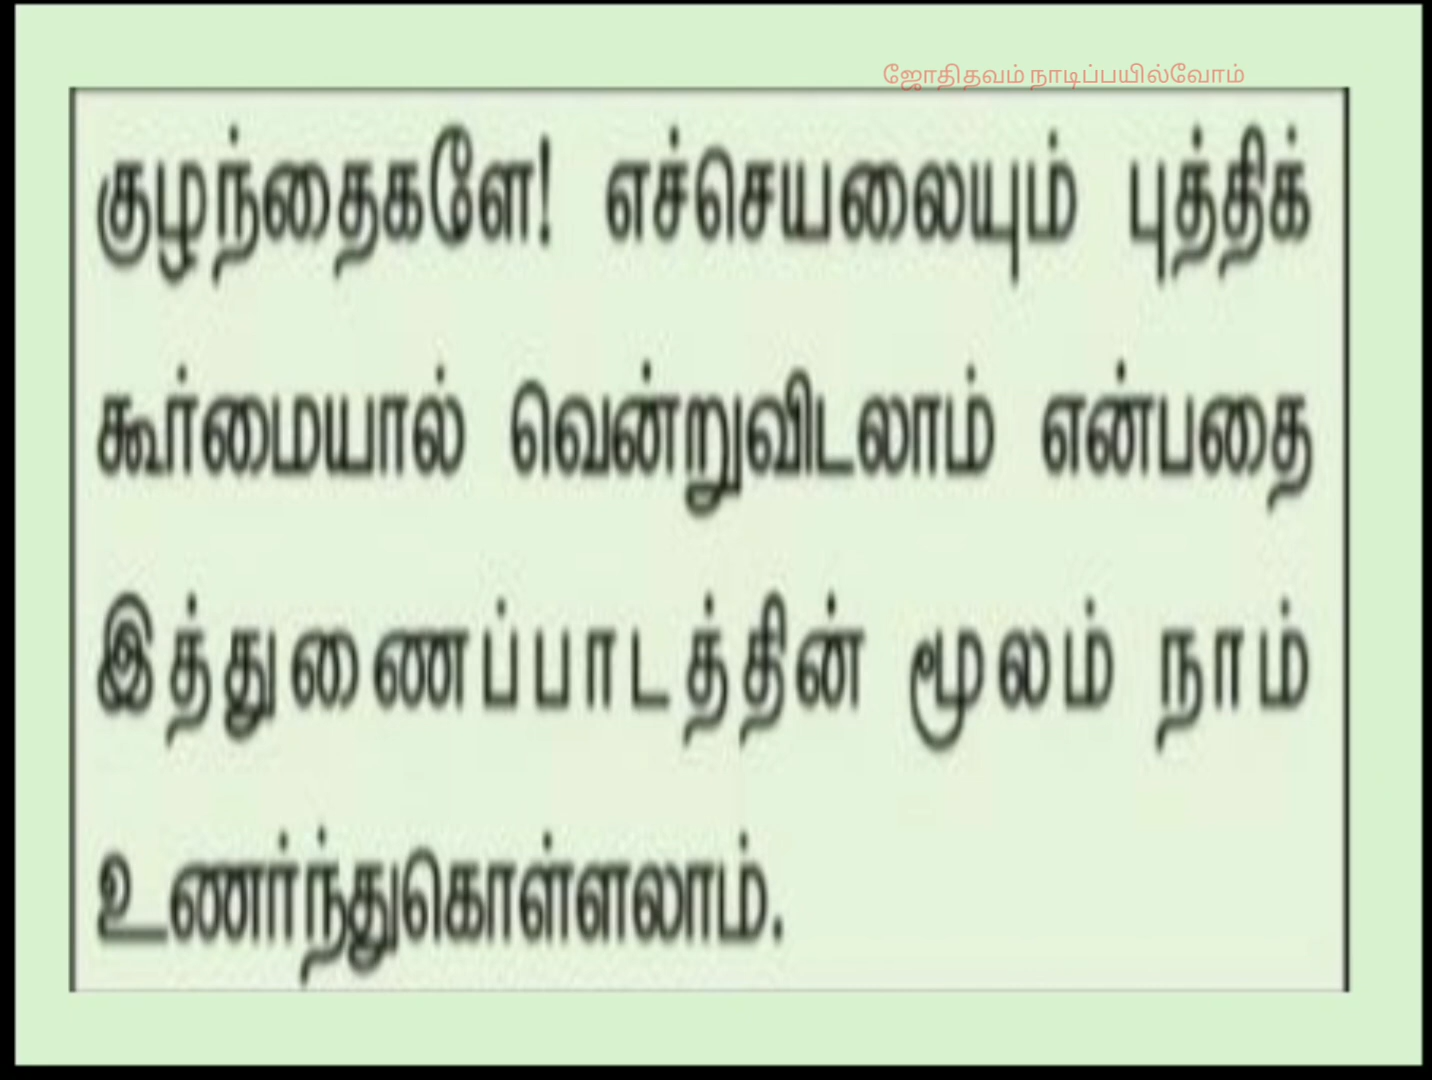 ஜோதிதவம் நாடிப்பயில்வோம்
குழந்தைகளே! எச்செயலையும் புத்திக்
கூர்மையால் வென்றுவிடலாம் என்பதை
இத்துணைப்பாடத்தின் மூலம் நாம்
உணர்ந்துகொள்ளலாம்.